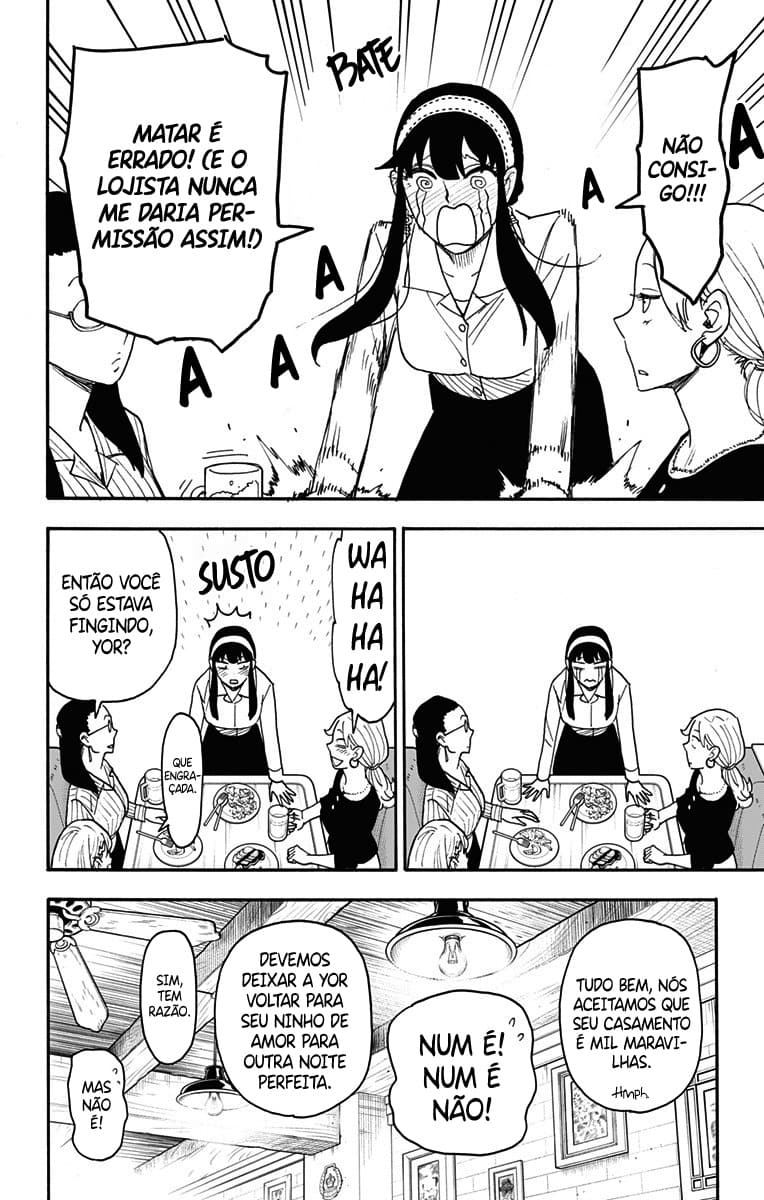 BATE
NÃO
CONSI-
GO!!!
MATAR É
ERRADO! (E O
LOJISTA NUNCA
ME DARIA PER-
MISSÃO ASSIM!)
A
A
A
A
A
WA
HA
HA
HA!
SUSTO
ENTÃO VOCÊ
SÓ ESTAVA
FINGINDO,
YOR?
QUE
ENGRA-
ÇADA.
TUDO BEM, NÓS
ACEITAMOS QUE
SEU CASAMENTO
É MIL MARAVI-
LHAS.
HMPH.
NUM É!
NUM É
NÃO!
DEVEMOS
DEIXAR A YOR
VOLTAR PARA
SEU NINHO DE
AMOR PARA
OUTRA NOITE
PERFEITA.
SIM,
TEM
RAZÃO.
MAS
NÃO
É!